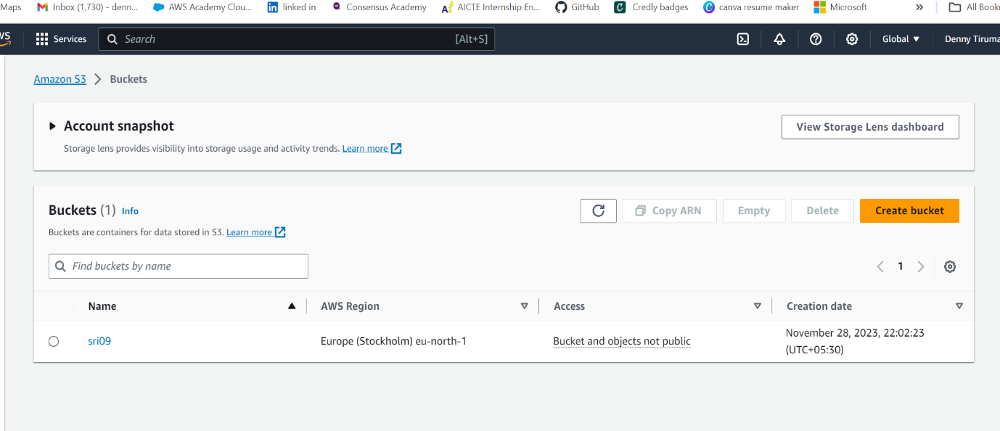 Maps Inbox (1,730) - denn... AWS Academy Clou... linked in Consensus Academy AICTE Internship En... GitHub Credly badges canva resume maker Microsoft » All Book
Services Search [Alt+S] Global ▼ Denny Tiruma
Amazon S3 > Buckets
Account snapshot View Storage Lens dashboard
Storage lens provides visibility into storage usage and activity trends. Learn more
Buckets (1) Info Copy ARN Empty Delete Create bucket
Buckets are containers for data stored in S3. Learn more
Find buckets by name 1
Name AWS Region Access Creation date
sri09 Europe (Stockholm) eu-north-1 Bucket and objects not public November 28, 2023, 22:02:23
(UTC+05:30)